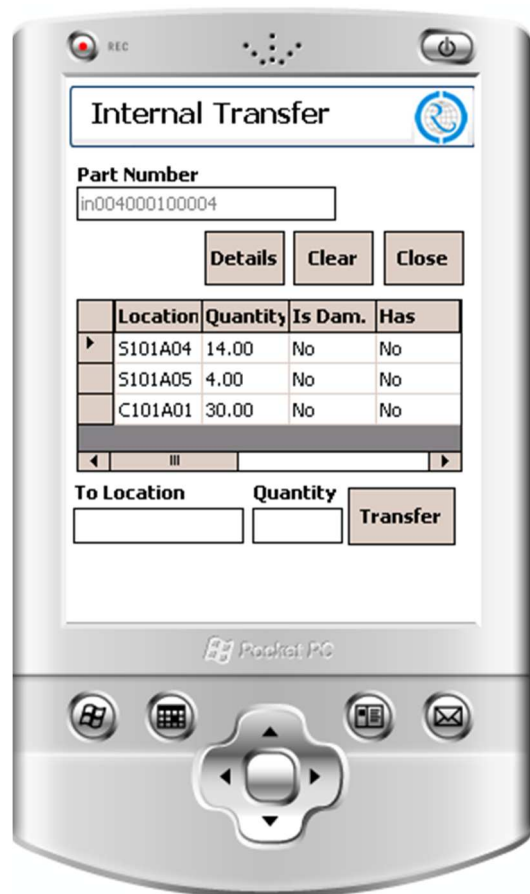 REC
Internal Transfer
Part Number
in004000100004
Details Clear Close
Location Quantity Is Dam. Has
S101A04 14.00 No No
S101A05 4.00 No No
C101A01 30.00 No No
To Location Quantity
Transfer
Pocket PC